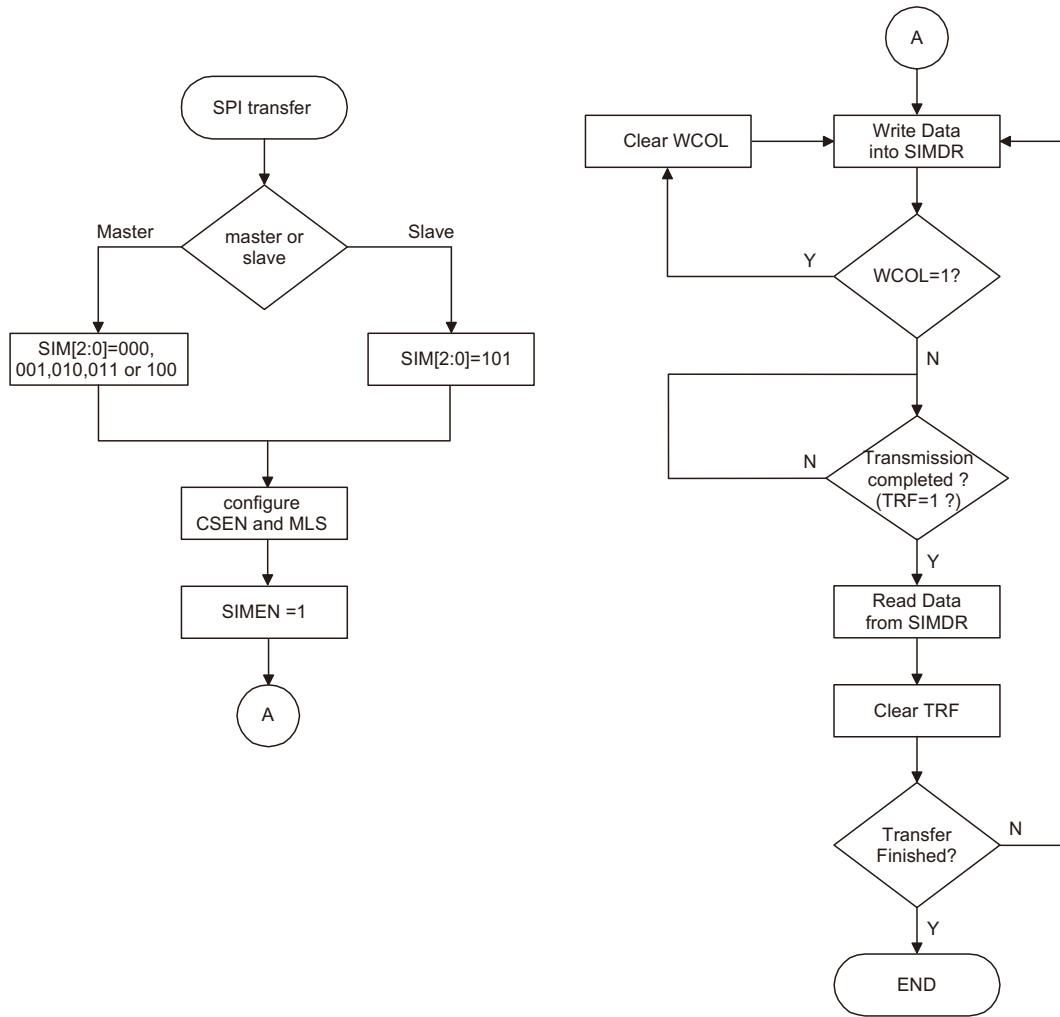 SPI transfer
master or
slave
Master
Slave
SIM[2:0]=000,
001,010,011 or 100
SIM[2:0]=101
configure
CSEN and MLS
SIMEN =1
A
A
Clear WCOL
Write Data
into SIMDR
Y
WCOL=1?
N
N
Transmission
completed ?
(TRF=1 ?)
Y
Read Data
from SIMDR
Clear TRF
Transfer
Finished?
N
Y
END